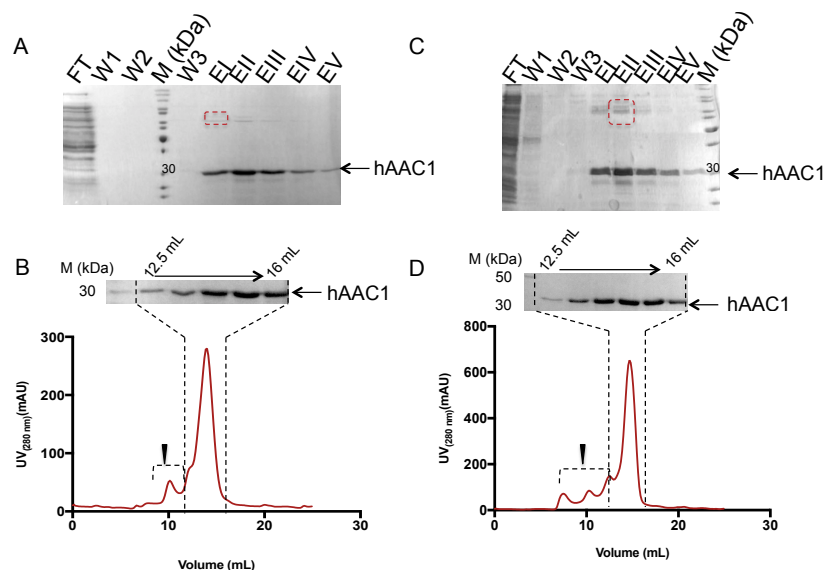 A
FT
W1
W2
M (kDa)
W3
EI
EII
EIII
EIV
EV
30
hAAC1
C
FT
W1
W2
W3
EI
EII
EIII
EIV
EV
M (kDa)
30
hAAC1
B
M (kDa)
12.5 mL
16 mL
30
hAAC1
300
200
100
0
UV(280 nm)(mAU)
0
10
20
30
Volume (mL)
D
M (kDa)
12.5 mL
16 mL
50
30
hAAC1
800
600
400
200
0
UV(280 nm)(mAU)
0
10
20
30
Volume (mL)